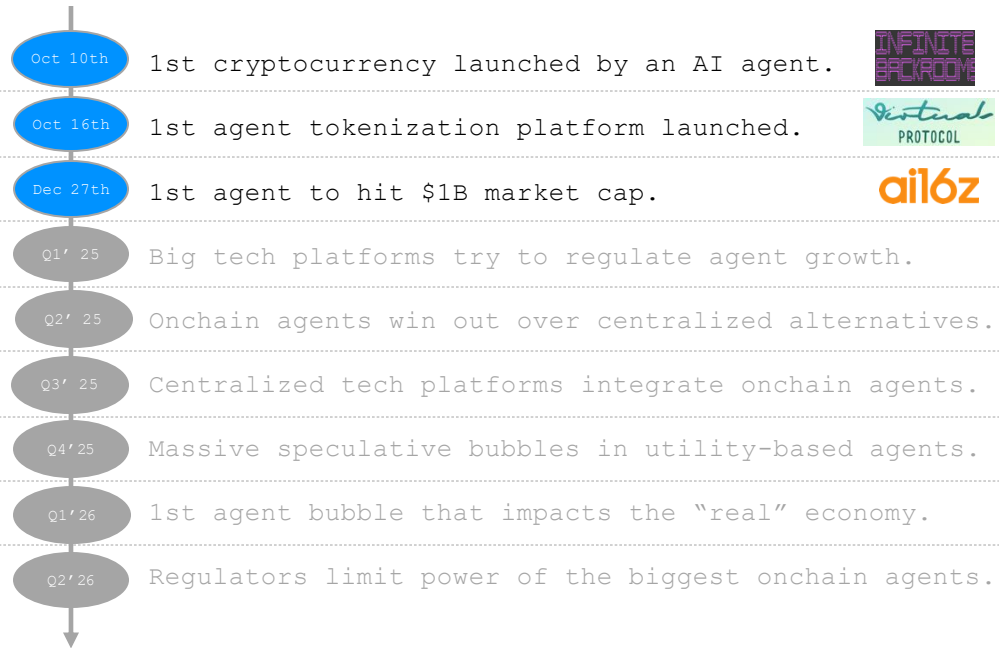 Oct 10th
1st cryptocurrency launched by an AI agent.
INFINITE
BACKROOMS
Oct 16th
1st agent tokenization platform launched.
Virtuals
PROTOCOL
Dec 27th
1st agent to hit $1B market cap.
ai16z
Q1’ 25
Big tech platforms try to regulate agent growth.
Q2’ 25
Onchain agents win out over centralized alternatives.
Q3’ 25
Centralized tech platforms integrate onchain agents.
Q4’25
Massive speculative bubbles in utility-based agents.
Q1’26
1st agent bubble that impacts the “real” economy.
Q2’26
Regulators limit power of the biggest onchain agents.